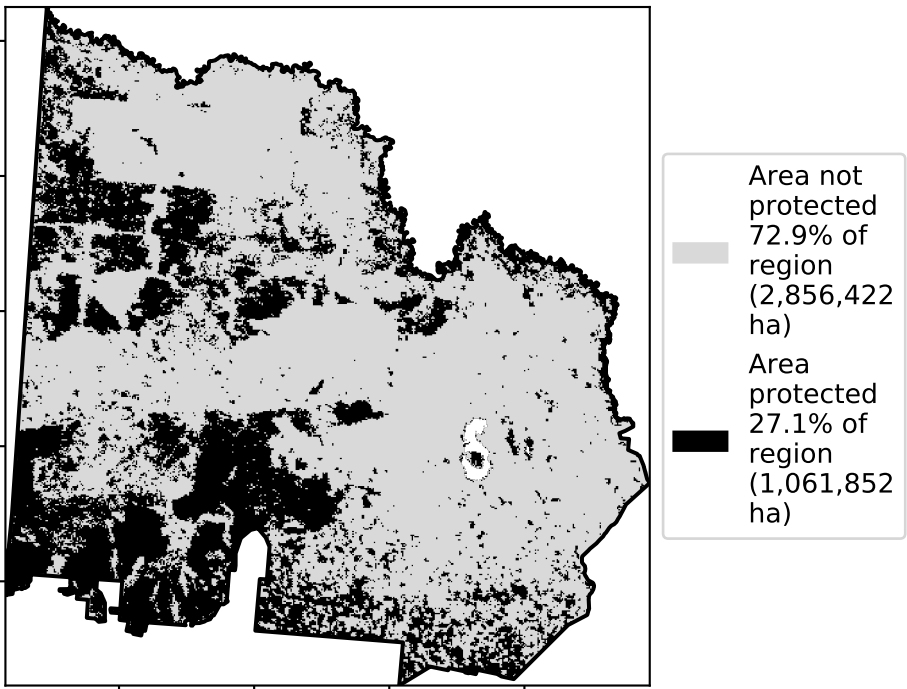 Area not
protected
72.9% of
region
(2,856,422
ha)
Area
protected
27.1% of
region
(1,061,852
ha)